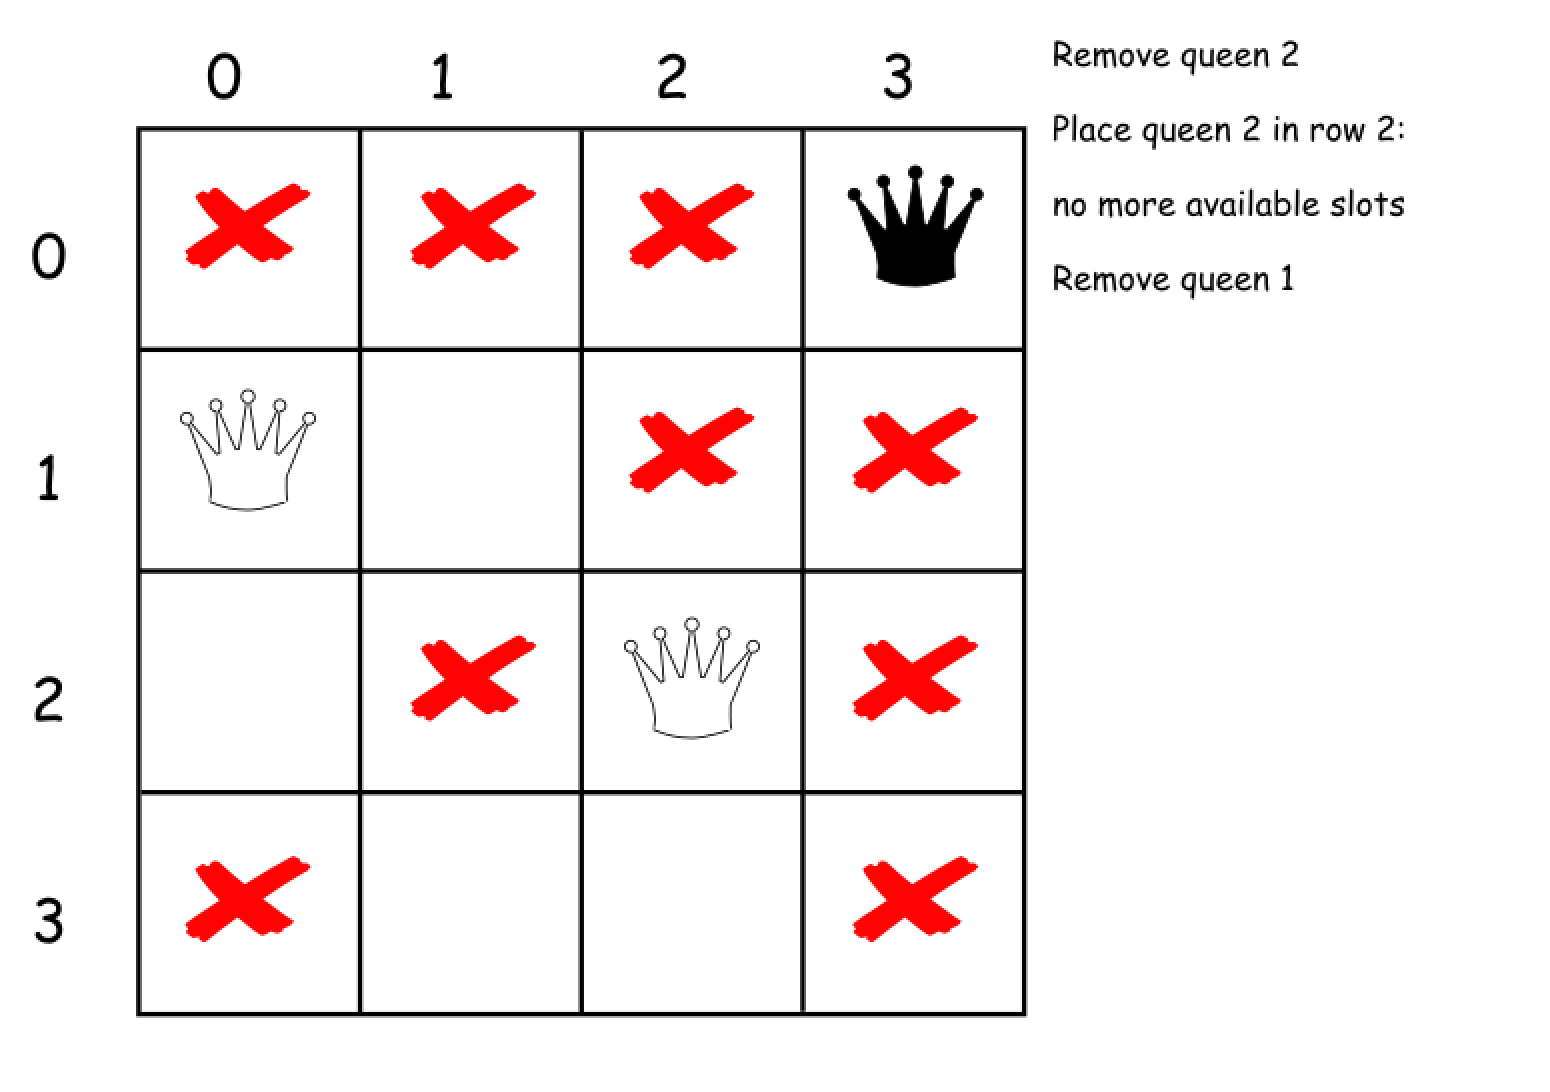 0 1 2 3
Remove queen 2
Place queen 2 in row 2:
no more available slots
Remove queen 1
0
1
2
3